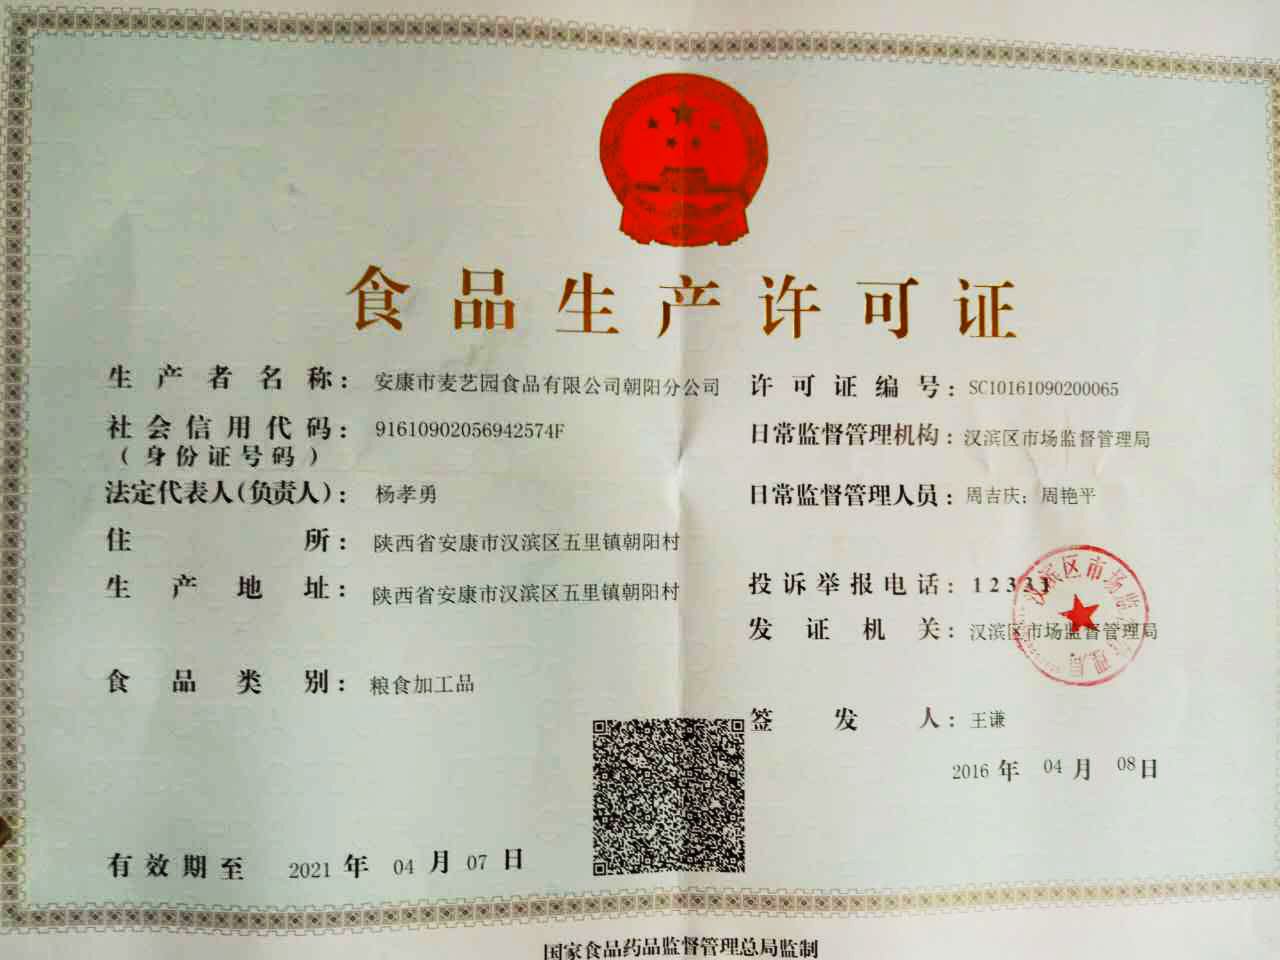 食品生产许可证
生产者名称：安康市麦艺园食品有限公司朝阳分公司
社会信用代码：91610902056942574F
（身份证号码）
法定代表人（负责人）：杨孝勇
住所：陕西省安康市汉滨区五里镇朝阳村
生产地址：陕西省安康市汉滨区五里镇朝阳村
食品类别：粮食加工品
有效期至 2021年04月07日
许可证编号：SC10161090200065
日常监督管理机构：汉滨区市场监督管理局
日常监督管理人员：周吉庆；周艳平
投诉举报电话：12331
发证机关：汉滨区市场监督管理局
汉滨区市场监督管理局
签发人：王谦
2016年04月08日
国家食品药品监督管理总局监制